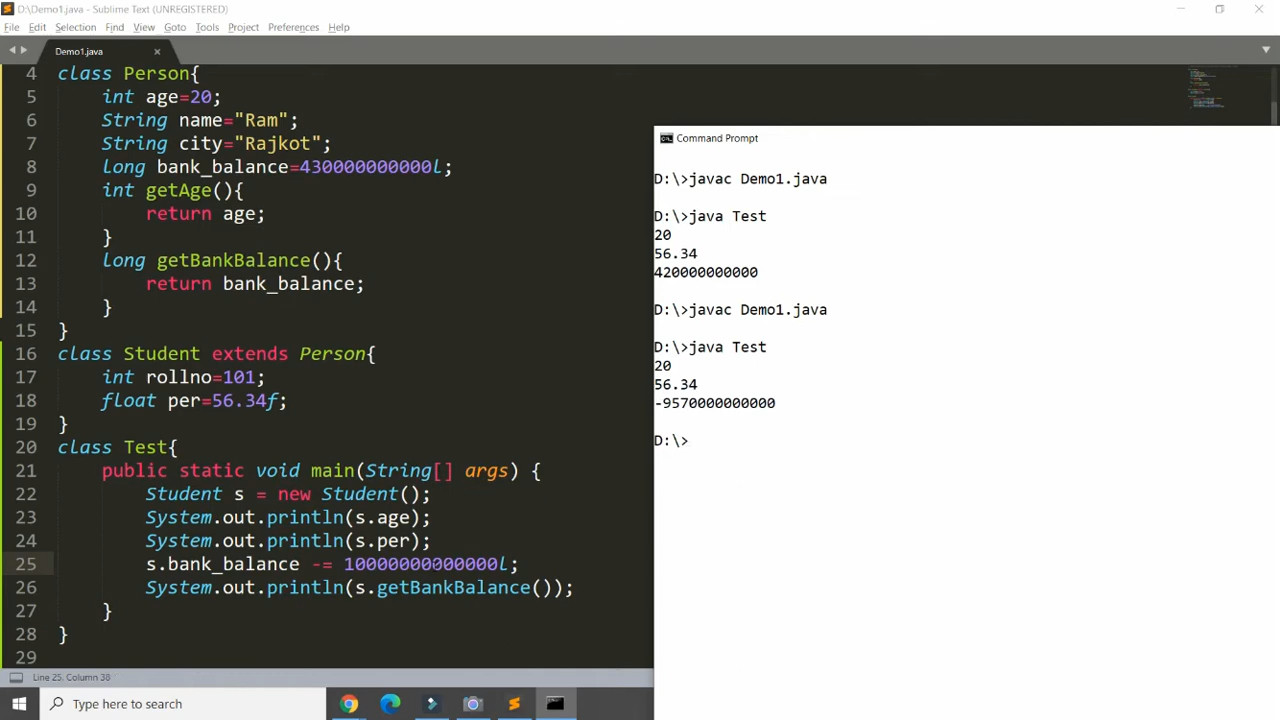 D:\Demo1.java - Sublime Text (UNREGISTERED)
File Edit Selection Find View Goto Tools Project Preferences Help
Demo1.java
4 class Person{
5 int age=20;
6 String name="Ram";
7 String city="Rajkot";
8 long bank_balance=430000000000l;
9 int getAge(){
10 return age;
11 }
12 long getBankBalance(){
13 return bank_balance;
14 }
15 }
16 class Student extends Person{
17 int rollno=101;
18 float per=56.34f;
19 }
20 class Test{
21 public static void main(String[] args) {
22 Student s = new Student();
23 System.out.println(s.age);
24 System.out.println(s.per);
25 s.bank_balance -= 10000000000000l;
26 System.out.println(s.getBankBalance());
27 }
28 }
29
Command Prompt
D:\>javac Demo1.java
D:\>java Test
20
56.34
420000000000
D:\>javac Demo1.java
D:\>java Test
20
56.34
-9570000000000
D:\>
Line 25, Column 38
Type here to search